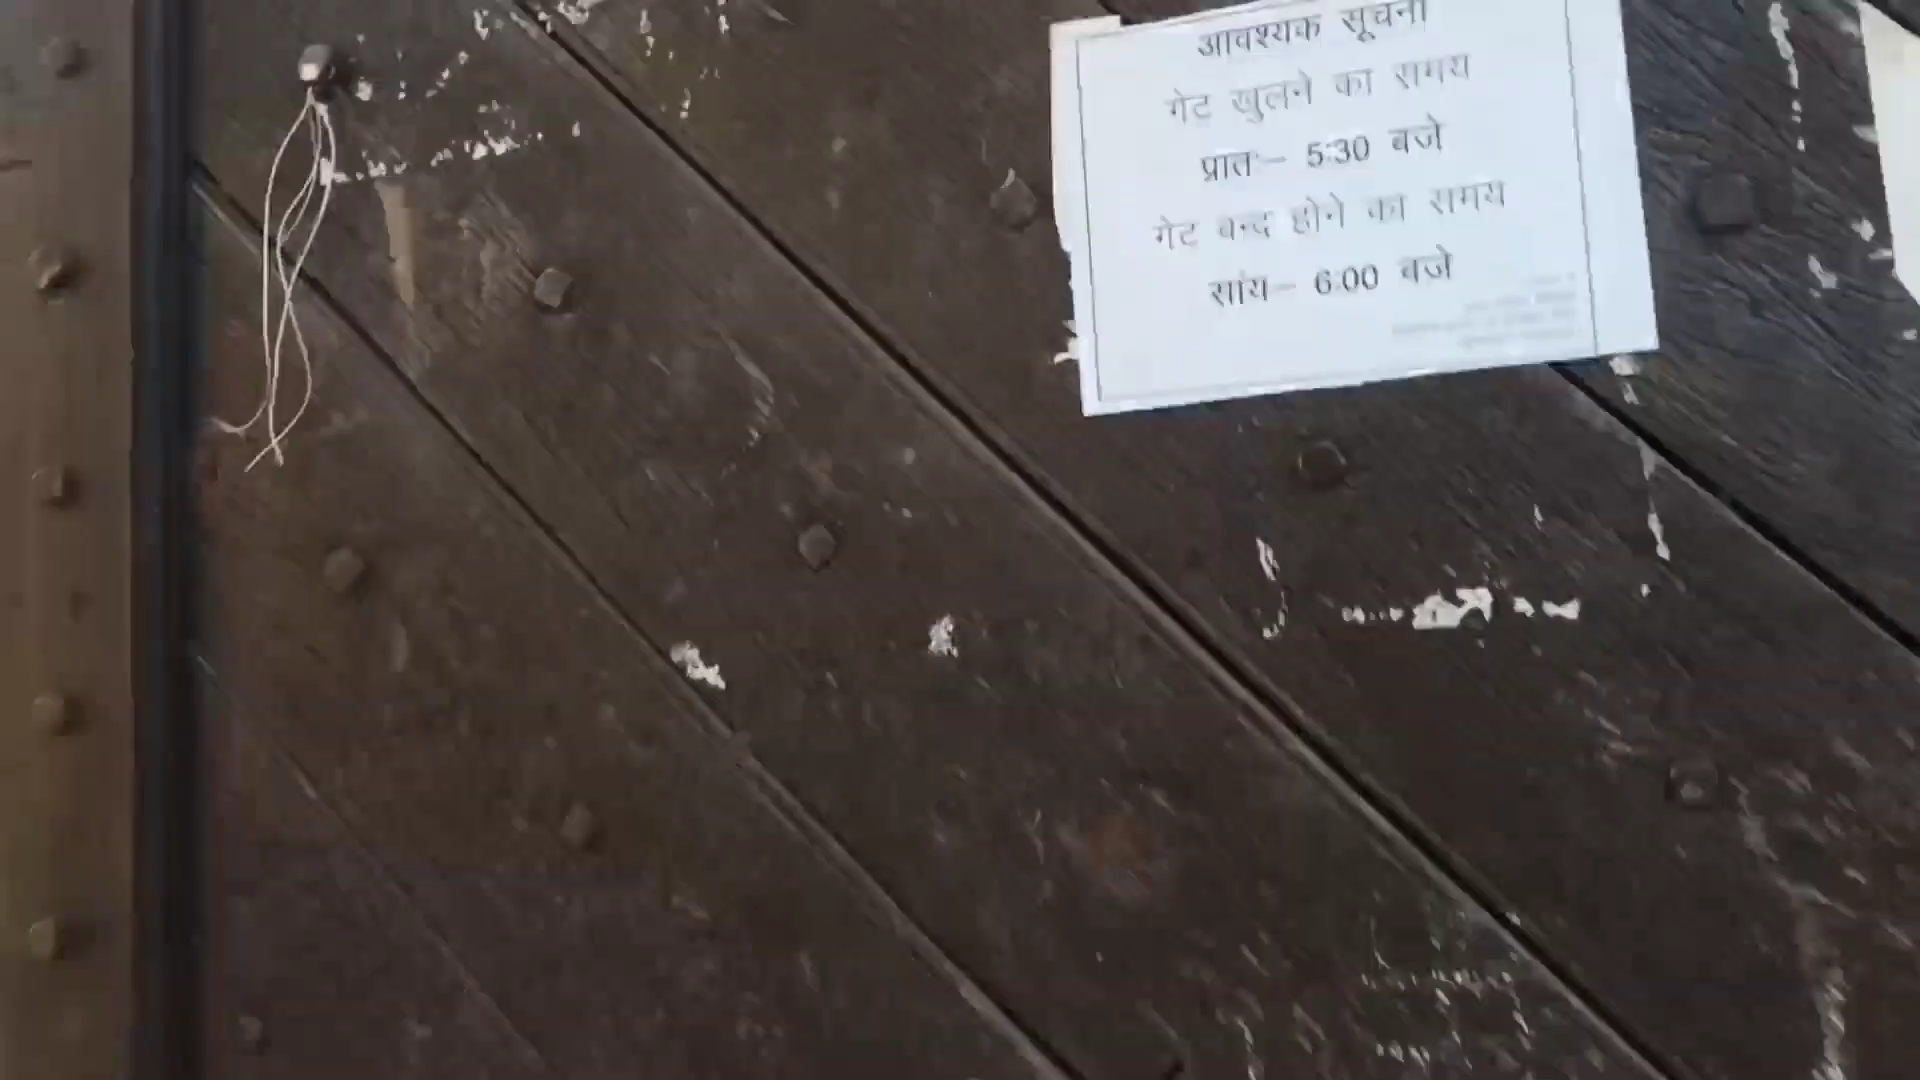 आवश्यक सूचना
गेट खुलने का समय
प्रात:– 5:30 बजे
गेट बन्द होने का समय
सांय– 6:00 बजे